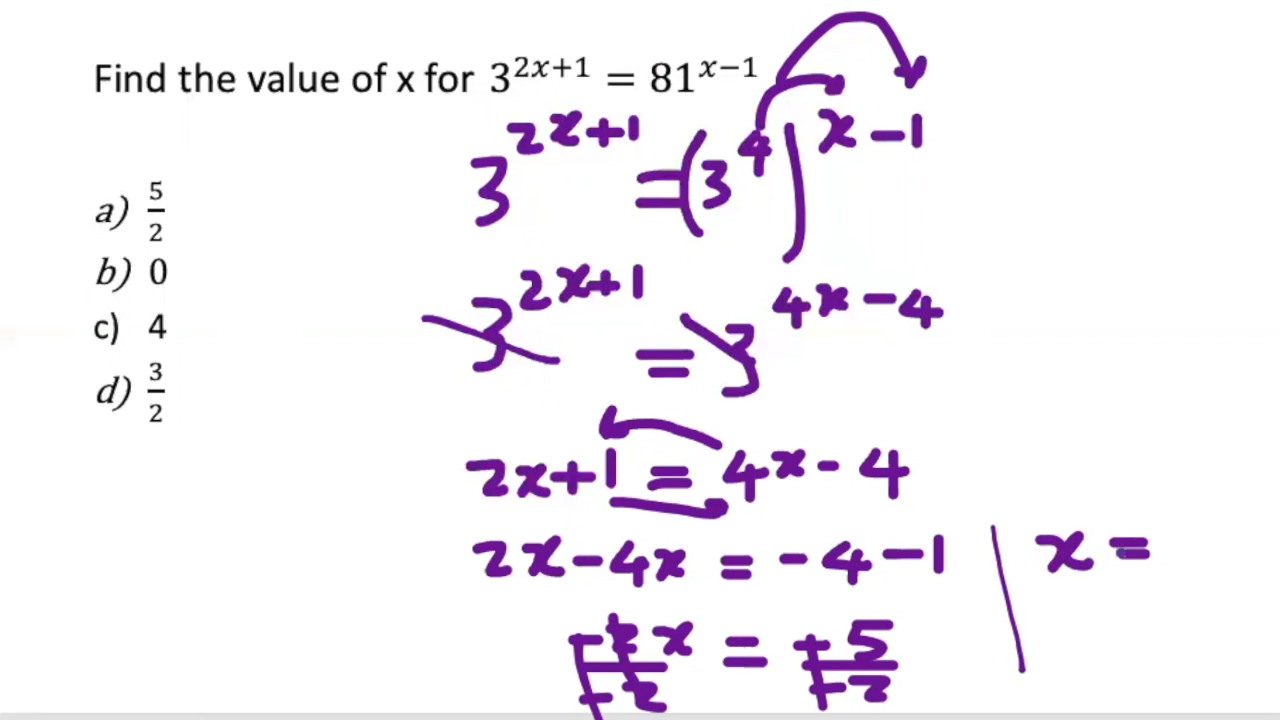 Find the value of x for 3^{2x+1} = 81^{x−1}
3^{2x+1} = (3^4)^{x−1}
a) 5/2
b) 0
c) 4
d) 3/2
3^{2x+1} = 3^{4x−4}
2x+1 = 4x−4
2x−4x = −4−1
−2x/−2 = −5/−2
x =